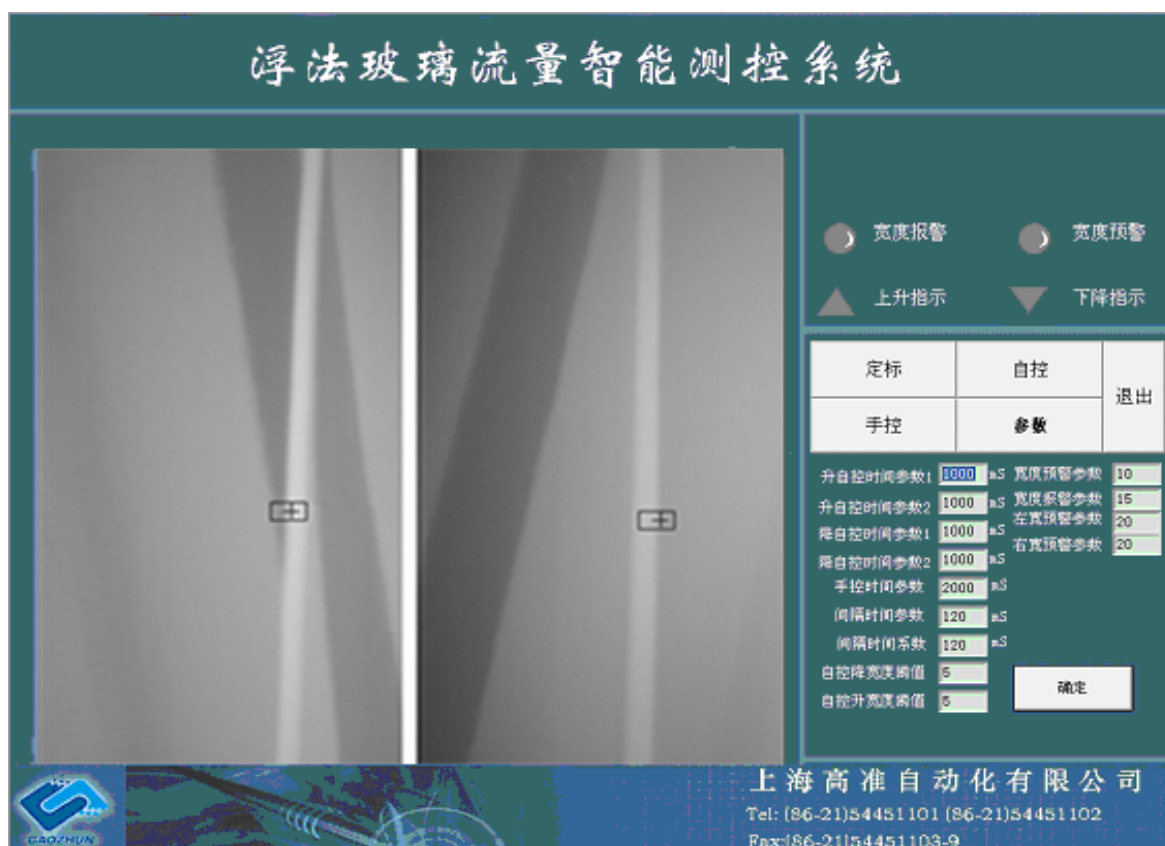 浮法玻璃流量智能测控系统
宽度报警 宽度预警
上升指示 下降指示
定标 自控 退出
手控 参数
升自控时间参数1 1000 mS 宽度预警参数 10
升自控时间参数2 1000 mS 宽度报警参数 15
降自控时间参数1 1000 mS 左宽预警参数 20
降自控时间参数2 1000 mS 右宽预警参数 20
手控时间参数 2000 mS
间隔时间参数 120 mS
间隔时间系数 120 mS
自控降宽度阈值 5
自控升宽度阈值 5
确定
上海高准自动化有限公司
Tel: (86-21)54451101 (86-21)54451102
Fax:(86-21)54451103-9
GAOZHUN